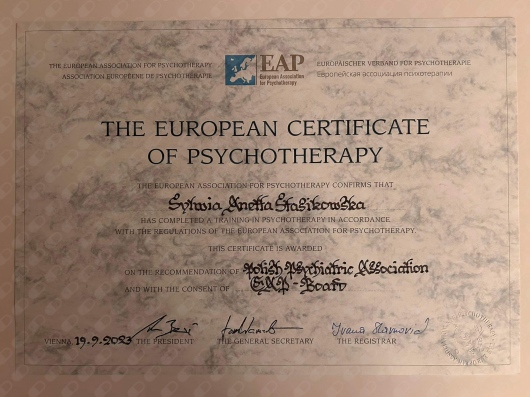 THE EUROPEAN ASSOCIATION FOR PSYCHOTHERAPY
ASSOCIATION EUROPÉENNE DE PSYCHOTHÉRAPIE
EAP
European Association
for Psychotherapy
EUROPÄISCHER VERBAND FÜR PSYCHOTHERAPIE
Европейская ассоциация психотерапии
THE EUROPEAN CERTIFICATE
OF PSYCHOTHERAPY
THE EUROPEAN ASSOCIATION FOR PSYCHOTHERAPY CONFIRMS THAT
Sylwia Anetta Stasikowska
HAS COMPLETED A TRAINING IN PSYCHOTHERAPY IN ACCORDANCE
WITH THE REGULATIONS OF THE EUROPEAN ASSOCIATION FOR PSYCHOTHERAPY.
THIS CERTIFICATE IS AWARDED
ON THE RECOMMENDATION OF Polish Psychiatric Association
AND WITH THE CONSENT OF EAP-Board
VIENNA, 19.9.2023 THE PRESIDENT THE GENERAL SECRETARY THE REGISTRAR